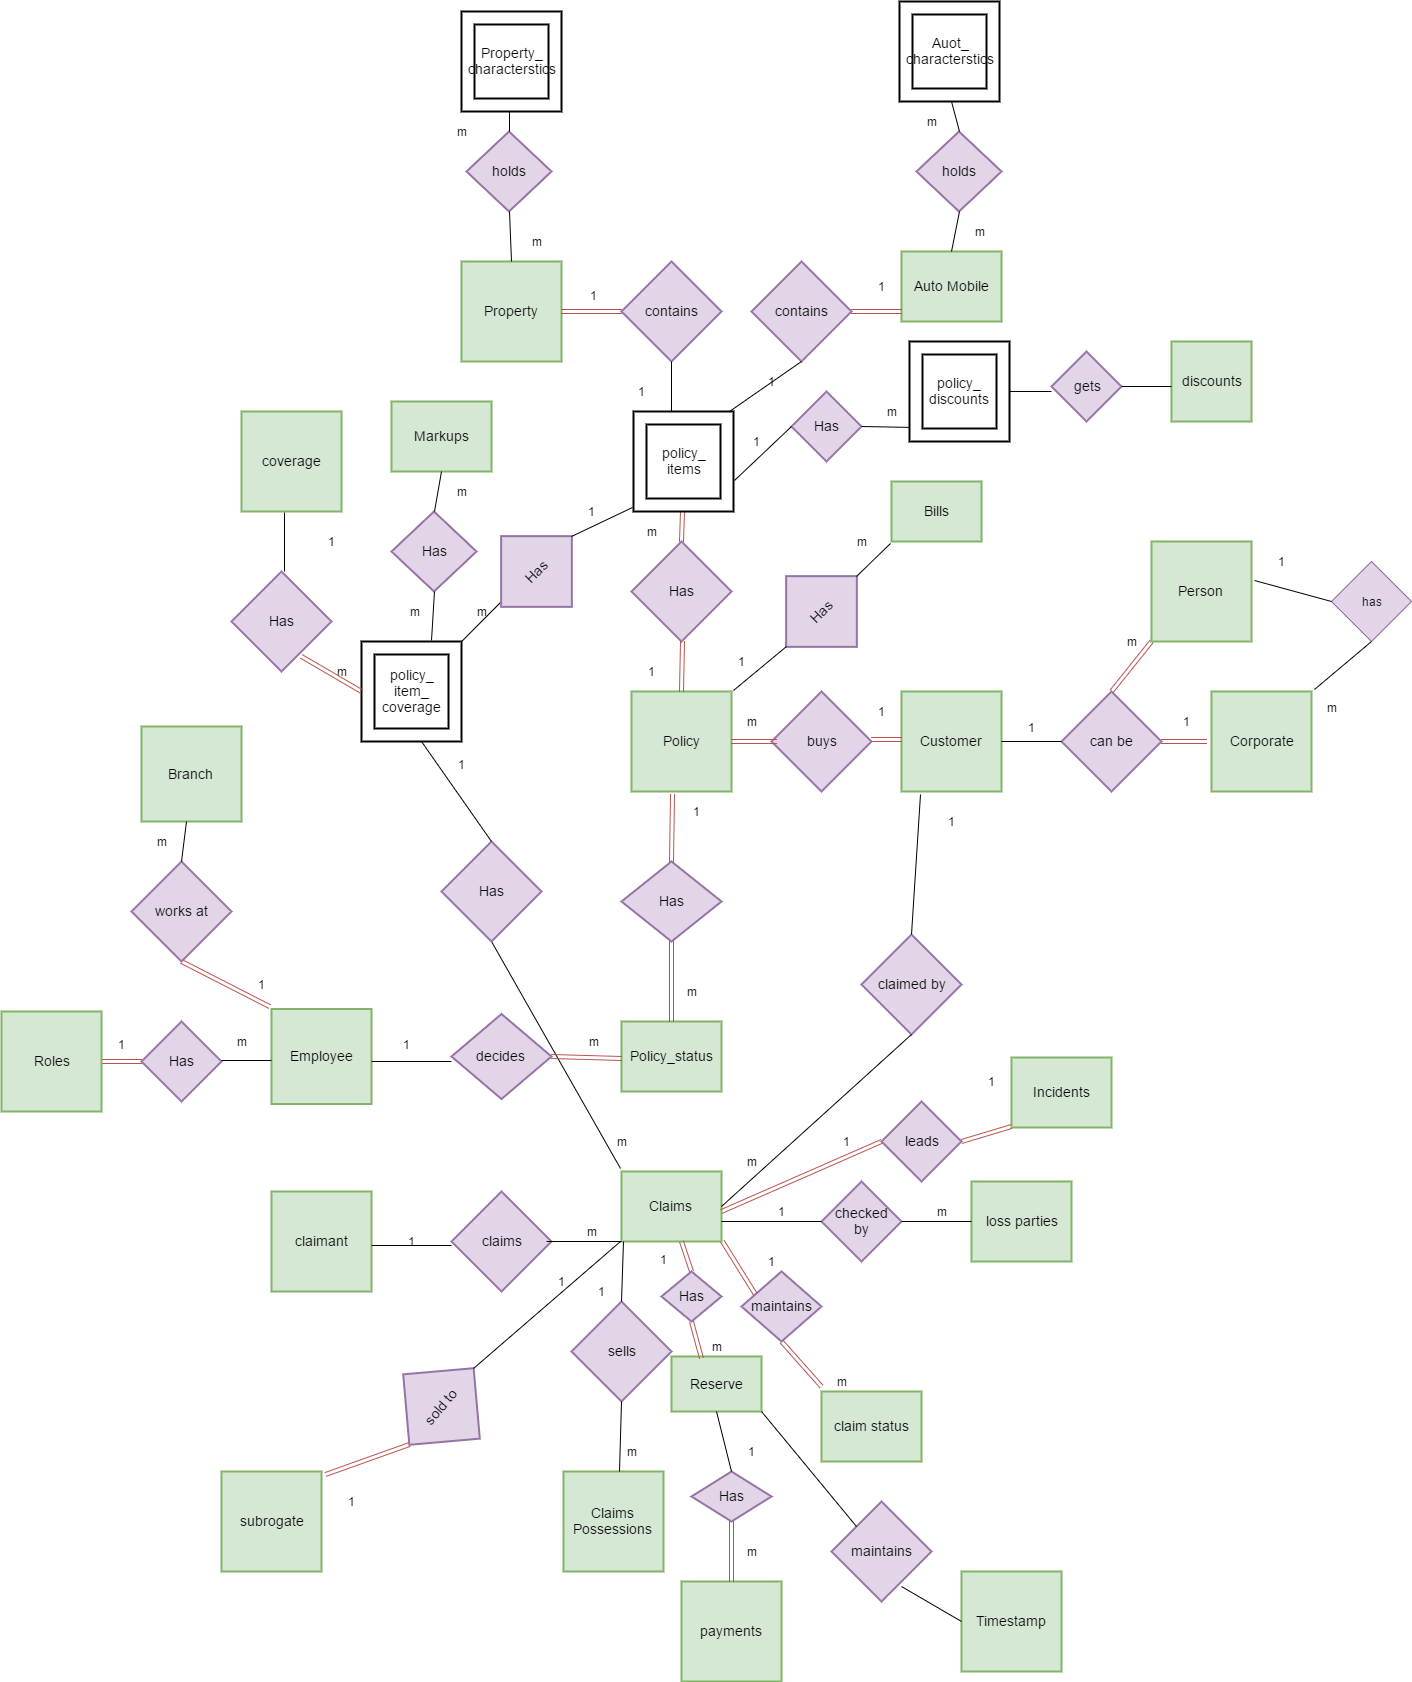 Property_
characterstics
Auot_
characterstics
m
m
holds
holds
m
m
Property
1
contains
contains
1
Auto Mobile
1
1
policy_
discounts
gets
discounts
coverage
Markups
policy_
items
1
Has
m
m
1
m
1
Bills
m
Has
Has
Has
m
m
Has
1
Has
Person
1
has
m
m
policy_
item_
coverage
1
1
m
m
Policy
m
buys
1
Customer
1
can be
1
Corporate
Branch
1
m
1
1
works at
Has
Has
claimed by
1
m
Roles
1
Has
m
Employee
1
decides
m
Policy_status
m
m
1
Incidents
1
leads
claimant
1
claims
m
Claims
1
checked
by
m
loss parties
1
1
1
1
Has
maintains
sold to
sells
m
Reserve
m
claim status
1
subrogate
m
Claims
Possessions
1
Has
m
maintains
payments
Timestamp